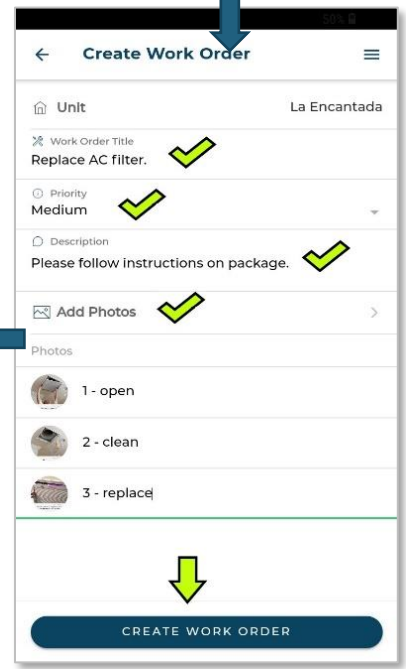 50%
Create Work Order
Unit La Encantada
Work Order Title
Replace AC filter.
Priority
Medium
Description
Please follow instructions on package.
Add Photos
Photos
1 - open
2 - clean
3 - replace
CREATE WORK ORDER